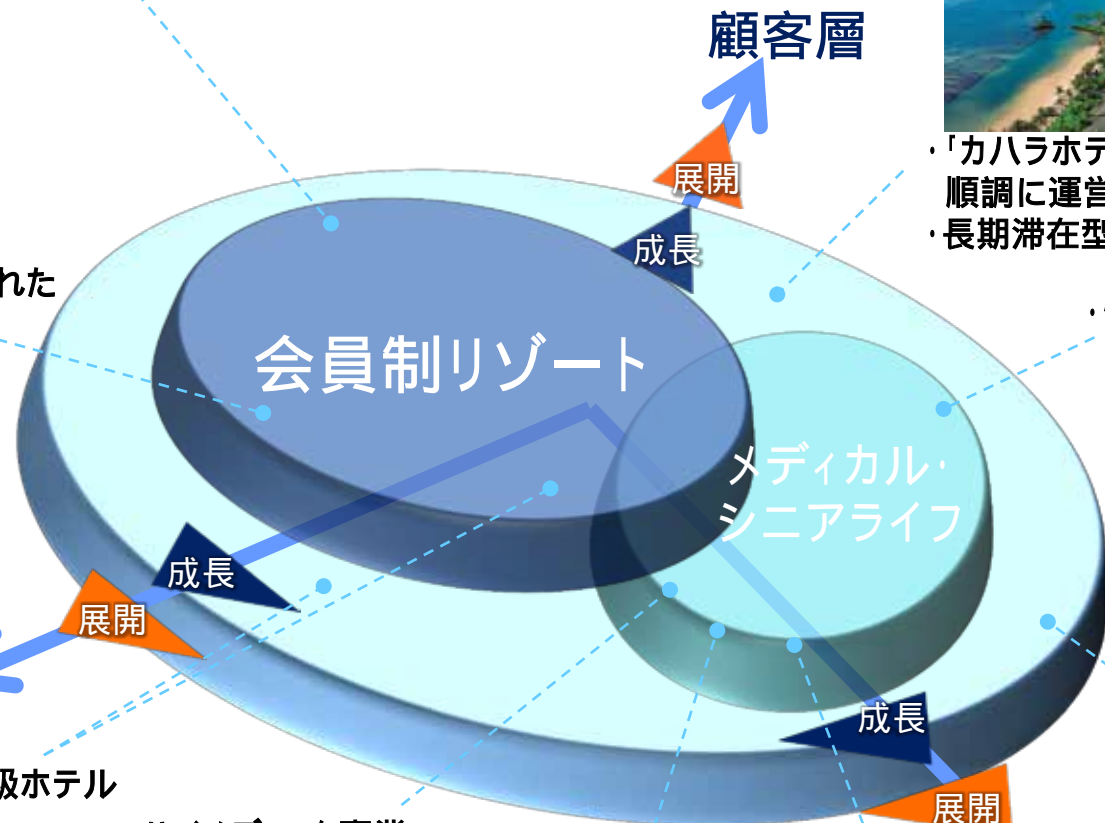 顧客層
展開
・「カハラホテ
順調に運営
成長
・長期滞在型
れた
会員制リゾート
メディカル・
シニアライフ
成長
展開
成長
級ホテル
展開